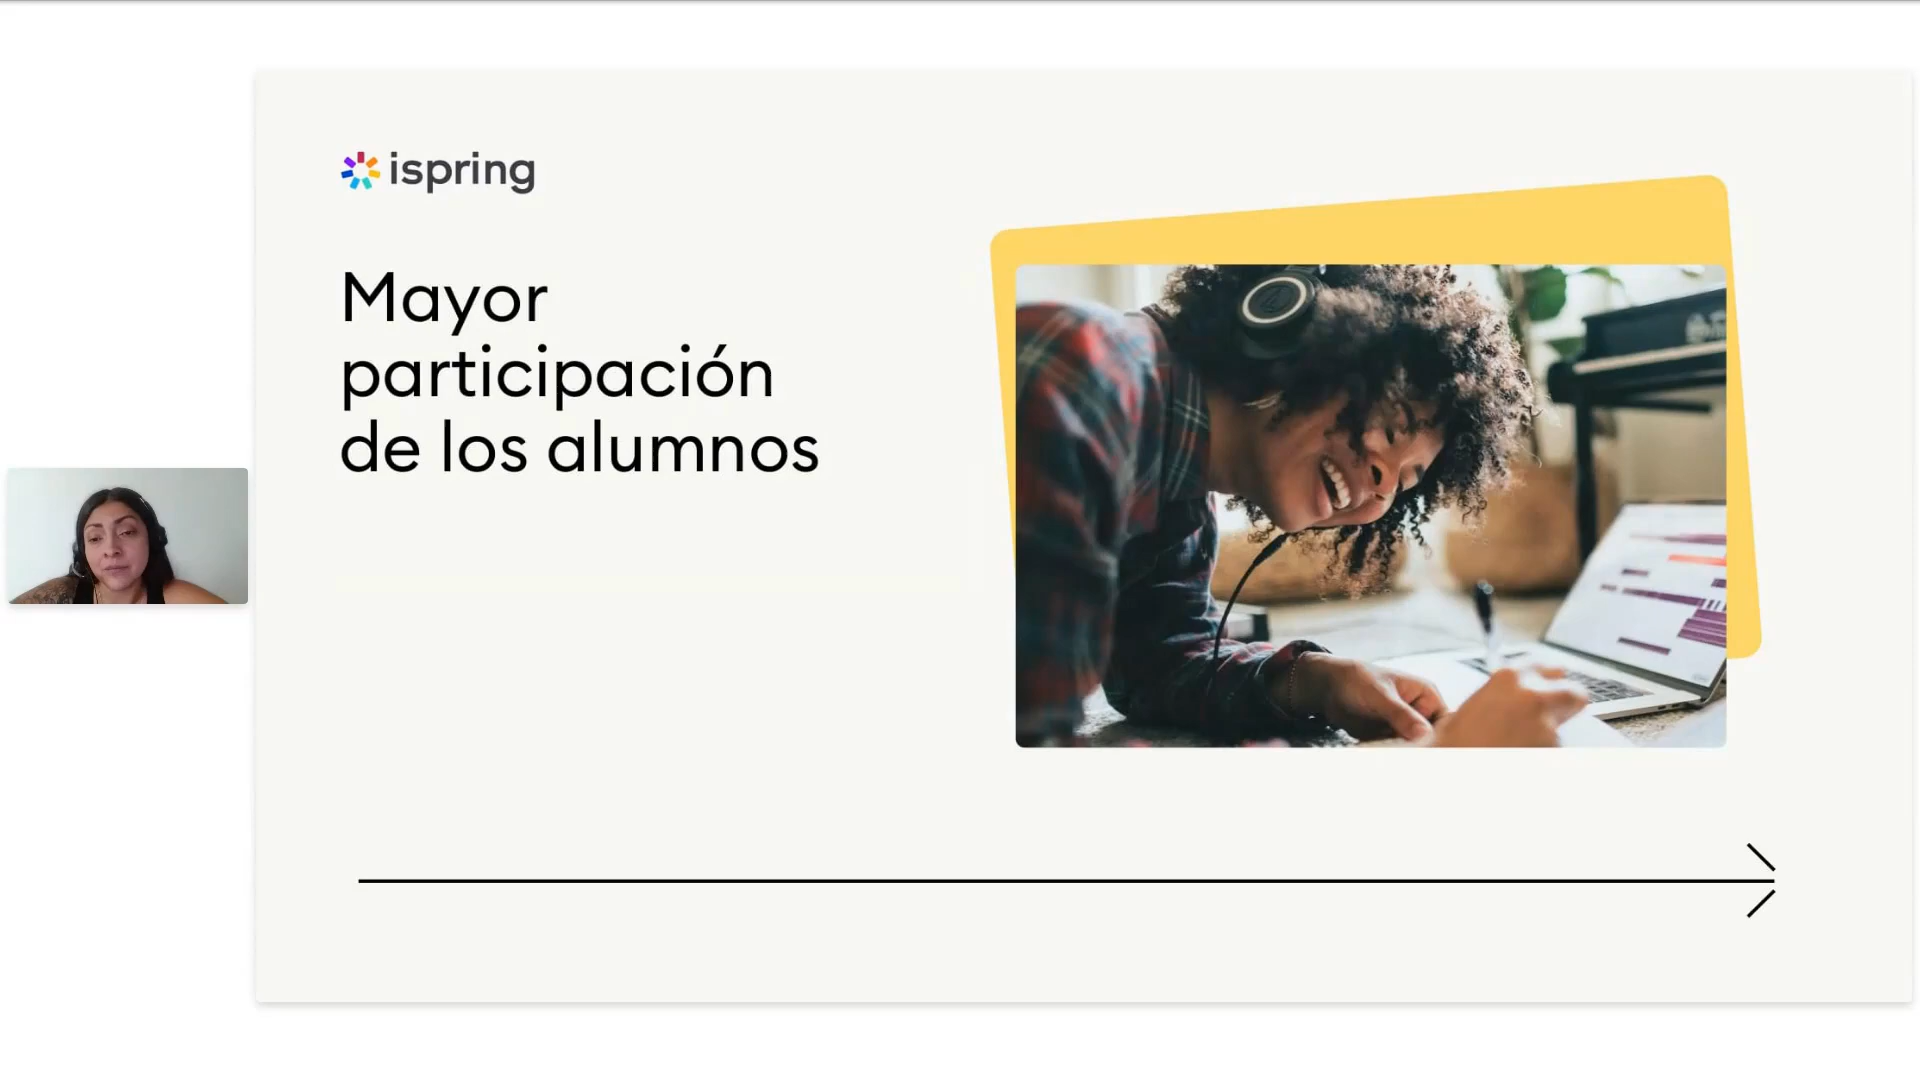 ispring
Mayor
participación
de los alumnos